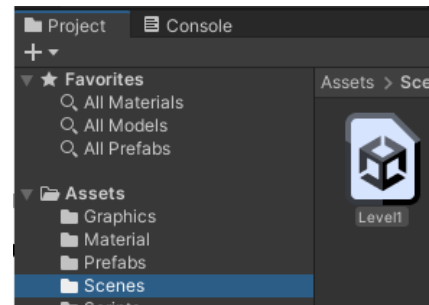 Project
Console
Favorites
All Materials
All Models
All Prefabs
Assets
Graphics
Material
Prefabs
Scenes
Assets > Sce
Level1